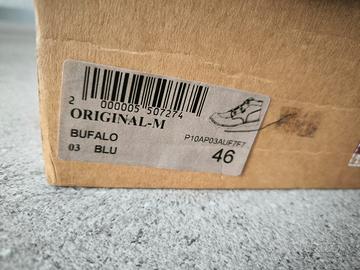 2 000005 507274
ORIGINAL-M
BUFALO P10AP03AUF7F7
03 BLU 46